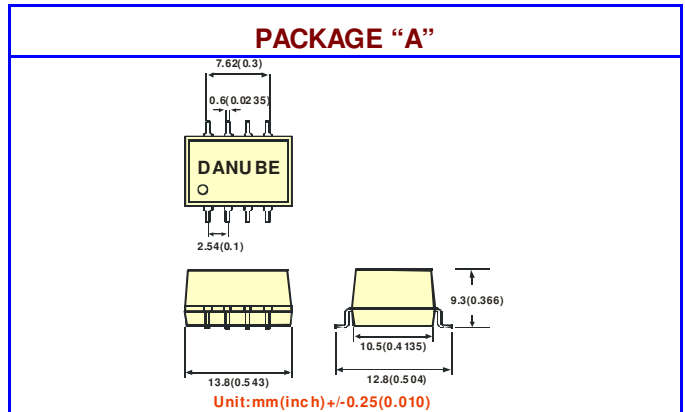 PACKAGE “A”
7.62(0.3)
0.6(0.0235)
DANUBE
2.54(0.1)
9.3(0.366)
10.5(0.4135)
13.8(0.543)
12.8(0.504)
Unit:mm(inch)+/-0.25(0.010)